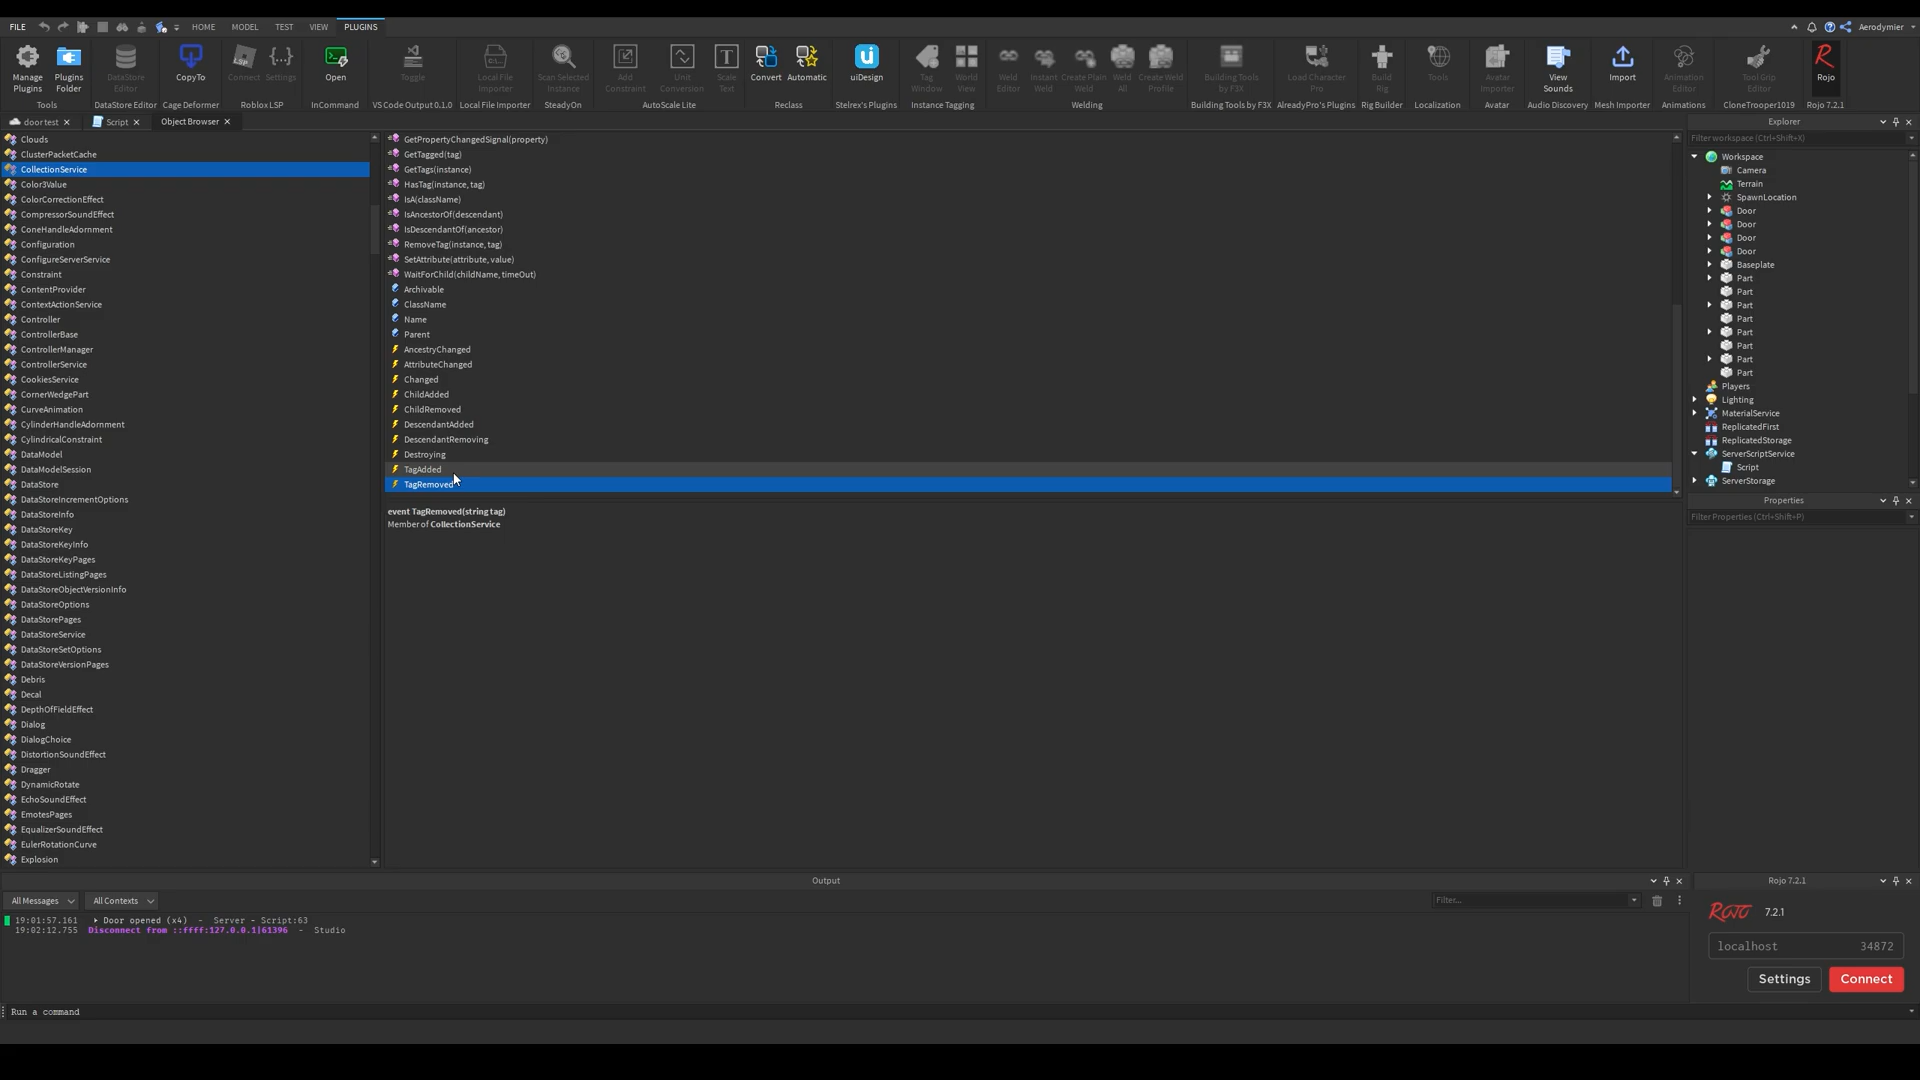 FILE HOME MODEL TEST VIEW PLUGINS Aerodymier
Manage Plugins Plugins Folder DataStore Editor CopyTo LSP Connect Settings Open Toggle Local File Importer Scan Selected Instance Add Constraint Unit Conversion Scale Text Convert Automatic ui uiDesign Tag Window World View Weld Editor Instant Weld Create Plain Weld Weld All Create Weld Profile Building Tools by F3X Load Character Pro Build Rig Tools Avatar Importer View Sounds Import Animation Editor Tool Grip Editor Rojo
Tools DataStore Editor Cage Deformer Roblox LSP InCommand VS Code Output 0.1.0 Local File Importer SteadyOn AutoScale Lite Reclass Stelrex's Plugins Instance Tagging Welding Building Tools by F3X AlreadyPro's Plugins Rig Builder Localization Avatar Audio Discovery Mesh Importer Animations CloneTrooper1019 Rojo 7.2.1
door test Script Object Browser
Clouds
ClusterPacketCache
CollectionService
Color3Value
ColorCorrectionEffect
CompressorSoundEffect
ConeHandleAdornment
Configuration
ConfigureServerService
Constraint
ContentProvider
ContextActionService
Controller
ControllerBase
ControllerManager
ControllerService
CookiesService
CornerWedgePart
CurveAnimation
CylinderHandleAdornment
CylindricalConstraint
DataModel
DataModelSession
DataStore
DataStoreIncrementOptions
DataStoreInfo
DataStoreKey
DataStoreKeyInfo
DataStoreKeyPages
DataStoreListingPages
DataStoreObjectVersionInfo
DataStoreOptions
DataStorePages
DataStoreService
DataStoreSetOptions
DataStoreVersionPages
Debris
Decal
DepthOfFieldEffect
Dialog
DialogChoice
DistortionSoundEffect
Dragger
DynamicRotate
EchoSoundEffect
EmotesPages
EqualizerSoundEffect
EulerRotationCurve
Explosion
GetPropertyChangedSignal(property)
GetTagged(tag)
GetTags(instance)
HasTag(instance, tag)
IsA(className)
IsAncestorOf(descendant)
IsDescendantOf(ancestor)
RemoveTag(instance, tag)
SetAttribute(attribute, value)
WaitForChild(childName, timeOut)
Archivable
ClassName
Name
Parent
AncestryChanged
AttributeChanged
Changed
ChildAdded
ChildRemoved
DescendantAdded
DescendantRemoving
Destroying
TagAdded
TagRemoved
event TagRemoved(string tag)
Member of CollectionService
Explorer
Filter workspace (Ctrl+Shift+X)
Workspace
Camera
Terrain
SpawnLocation
Door
Door
Door
Door
Baseplate
Part
Part
Part
Part
Part
Part
Part
Part
Players
Lighting
MaterialService
ReplicatedFirst
ReplicatedStorage
ServerScriptService
Script
ServerStorage
Properties
Filter Properties (Ctrl+Shift+P)
Output
All Messages All Contexts Filter...
19:01:57.161 Door opened (x4) - Server - Script:63
19:02:12.755 Disconnect from ::ffff:127.0.0.1|61396 - Studio
Rojo 7.2.1
ROJO 7.2.1
localhost 34872
Settings Connect
Run a command